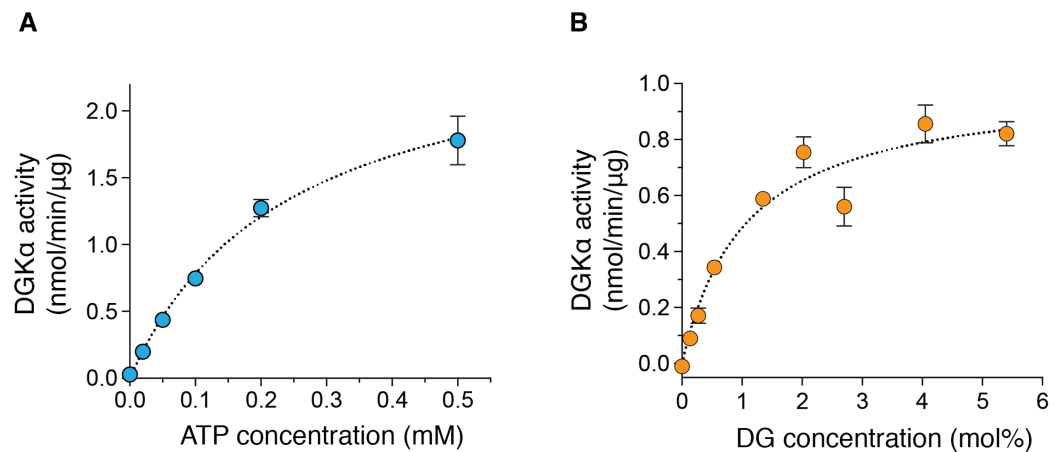 A
DGKα activity
(nmol/min/μg)
2.0
1.5
1.0
0.5
0.0
0.0 0.1 0.2 0.3 0.4 0.5
ATP concentration (mM)
B
DGKα activity
(nmol/min/μg)
1.0
0.8
0.6
0.4
0.2
0.0
0 1 2 3 4 5 6
DG concentration (mol%)